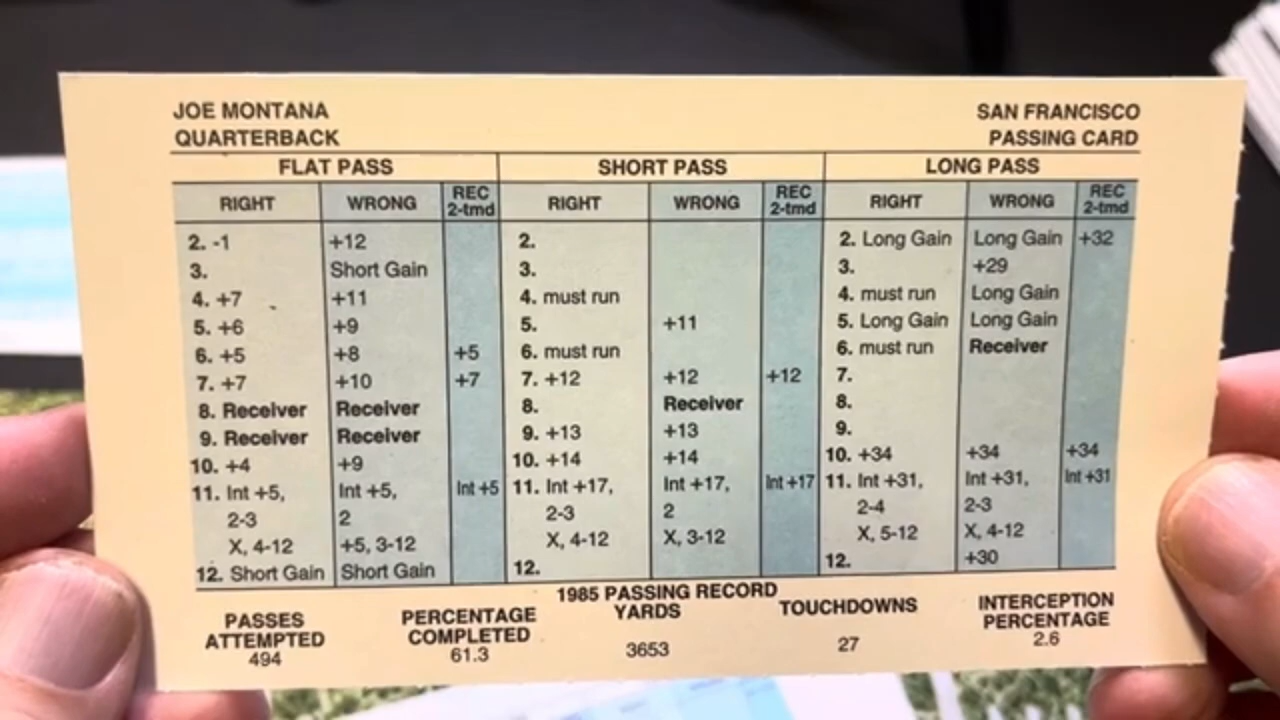 JOE MONTANA SAN FRANCISCO
QUARTERBACK PASSING CARD
FLAT PASS SHORT PASS LONG PASS
RIGHT WRONG REC 2-tmd RIGHT WRONG REC 2-tmd RIGHT WRONG REC 2-tmd
2. -1 +12 2. 2. Long Gain Long Gain +32
3. Short Gain 3. 3. +29
4. +7 +11 4. must run 4. must run Long Gain
5. +6 +9 5. +11 5. Long Gain Long Gain
6. +5 +8 +5 6. must run 6. must run Receiver
7. +7 +10 +7 7. +12 +12 +12 7.
8. Receiver Receiver 8. Receiver 8.
9. Receiver Receiver 9. +13 +13 9.
10. +4 +9 10. +14 +14 10. +34 +34 +34
11. Int +5, Int +5, Int +5 11. Int +17, Int +17, Int +17 11. Int +31, Int +31, Int +31
2-3 2 2-3 2 2-4 2-3
X, 4-12 +5, 3-12 X, 4-12 X, 3-12 X, 5-12 X, 4-12
12. Short Gain Short Gain 12. 12. +30
1985 PASSING RECORD
PASSES ATTEMPTED PERCENTAGE COMPLETED YARDS TOUCHDOWNS INTERCEPTION PERCENTAGE
494 61.3 3653 27 2.6